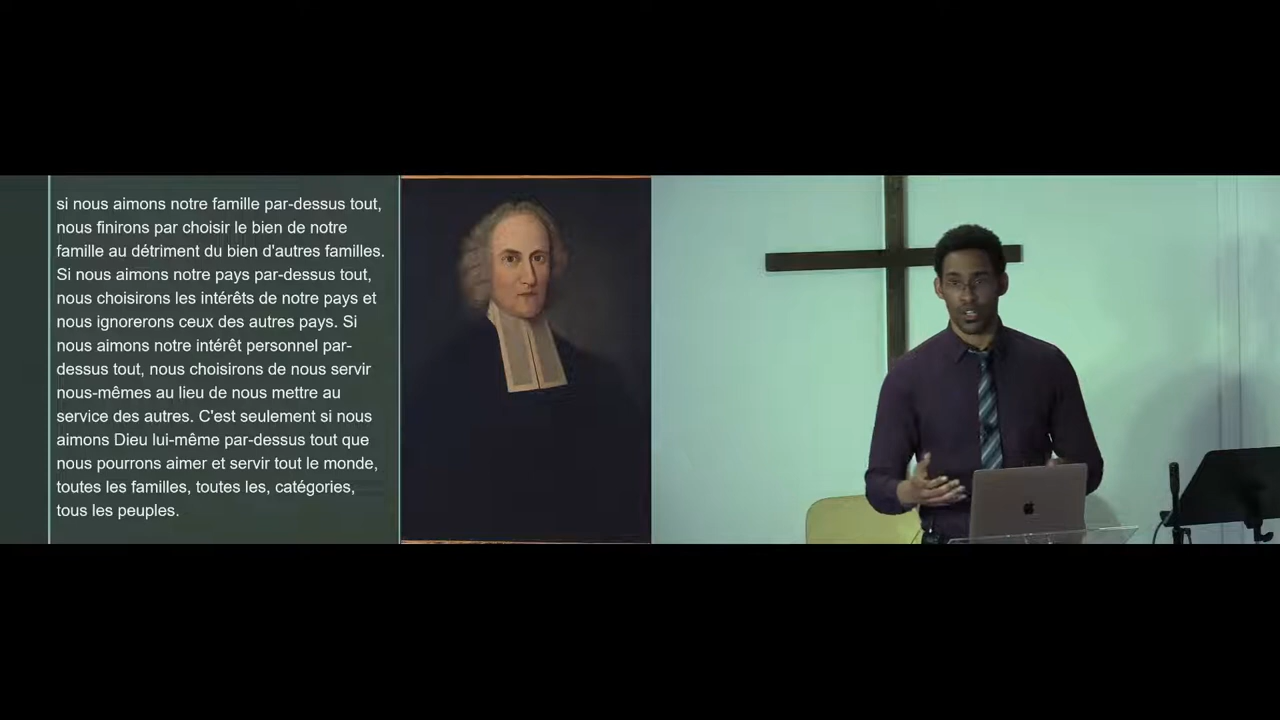 si nous aimons notre famille par-dessus tout,
nous finirons par choisir le bien de notre
famille au détriment du bien d'autres familles.
Si nous aimons notre pays par-dessus tout,
nous choisirons les intérêts de notre pays et
nous ignorerons ceux des autres pays. Si
nous aimons notre intérêt personnel par-
dessus tout, nous choisirons de nous servir
nous-mêmes au lieu de nous mettre au
service des autres. C'est seulement si nous
aimons Dieu lui-même par-dessus tout que
nous pourrons aimer et servir tout le monde,
toutes les familles, toutes les, catégories,
tous les peuples.